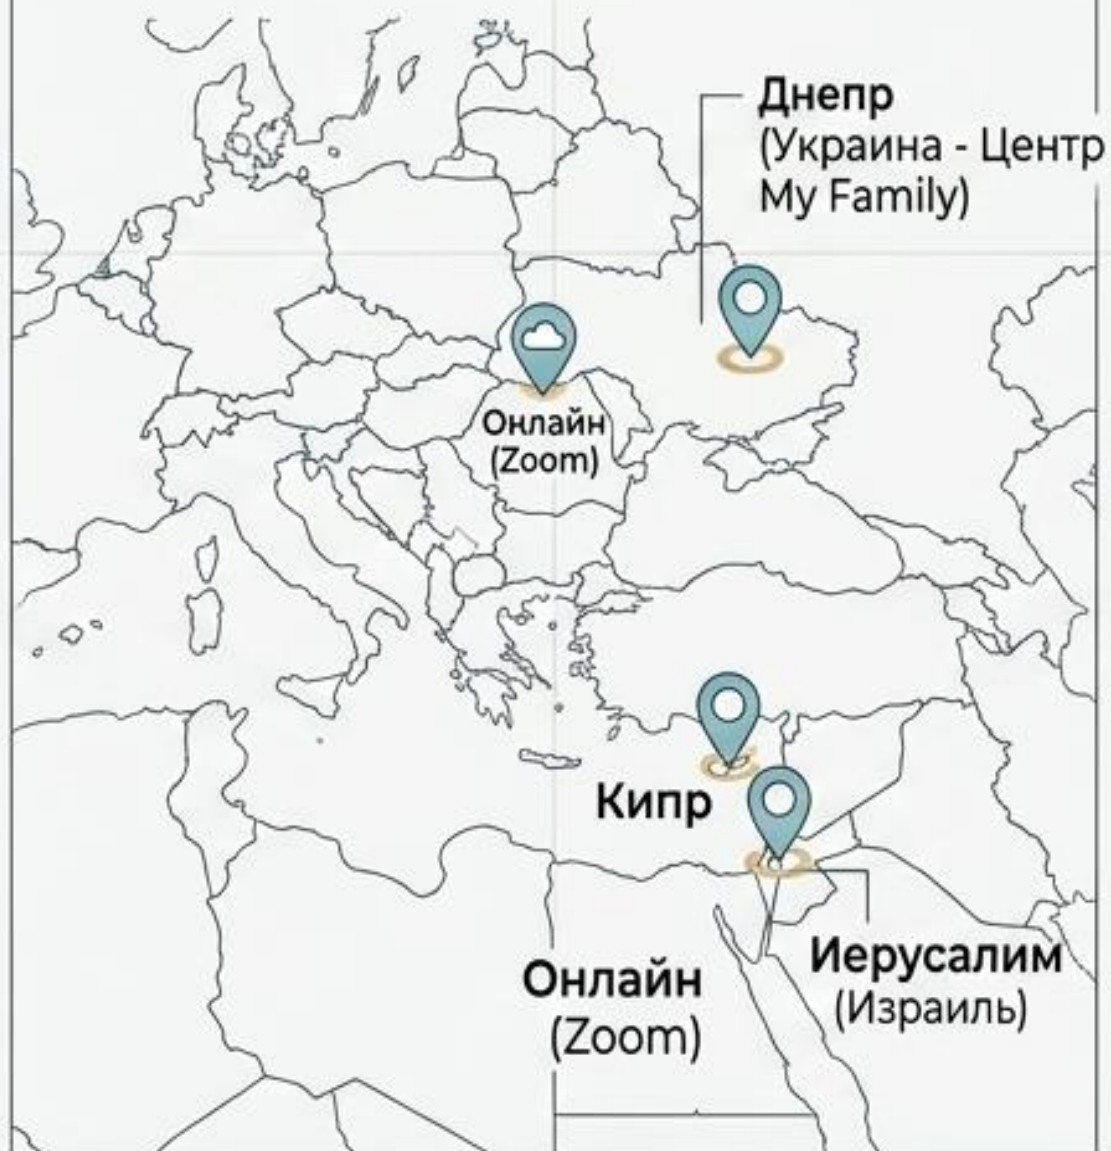 Днепр
(Украина - Центр
My Family)
Онлайн
(Zoom)
Кипр
Иерусалим
(Израиль)
Онлайн
(Zoom)